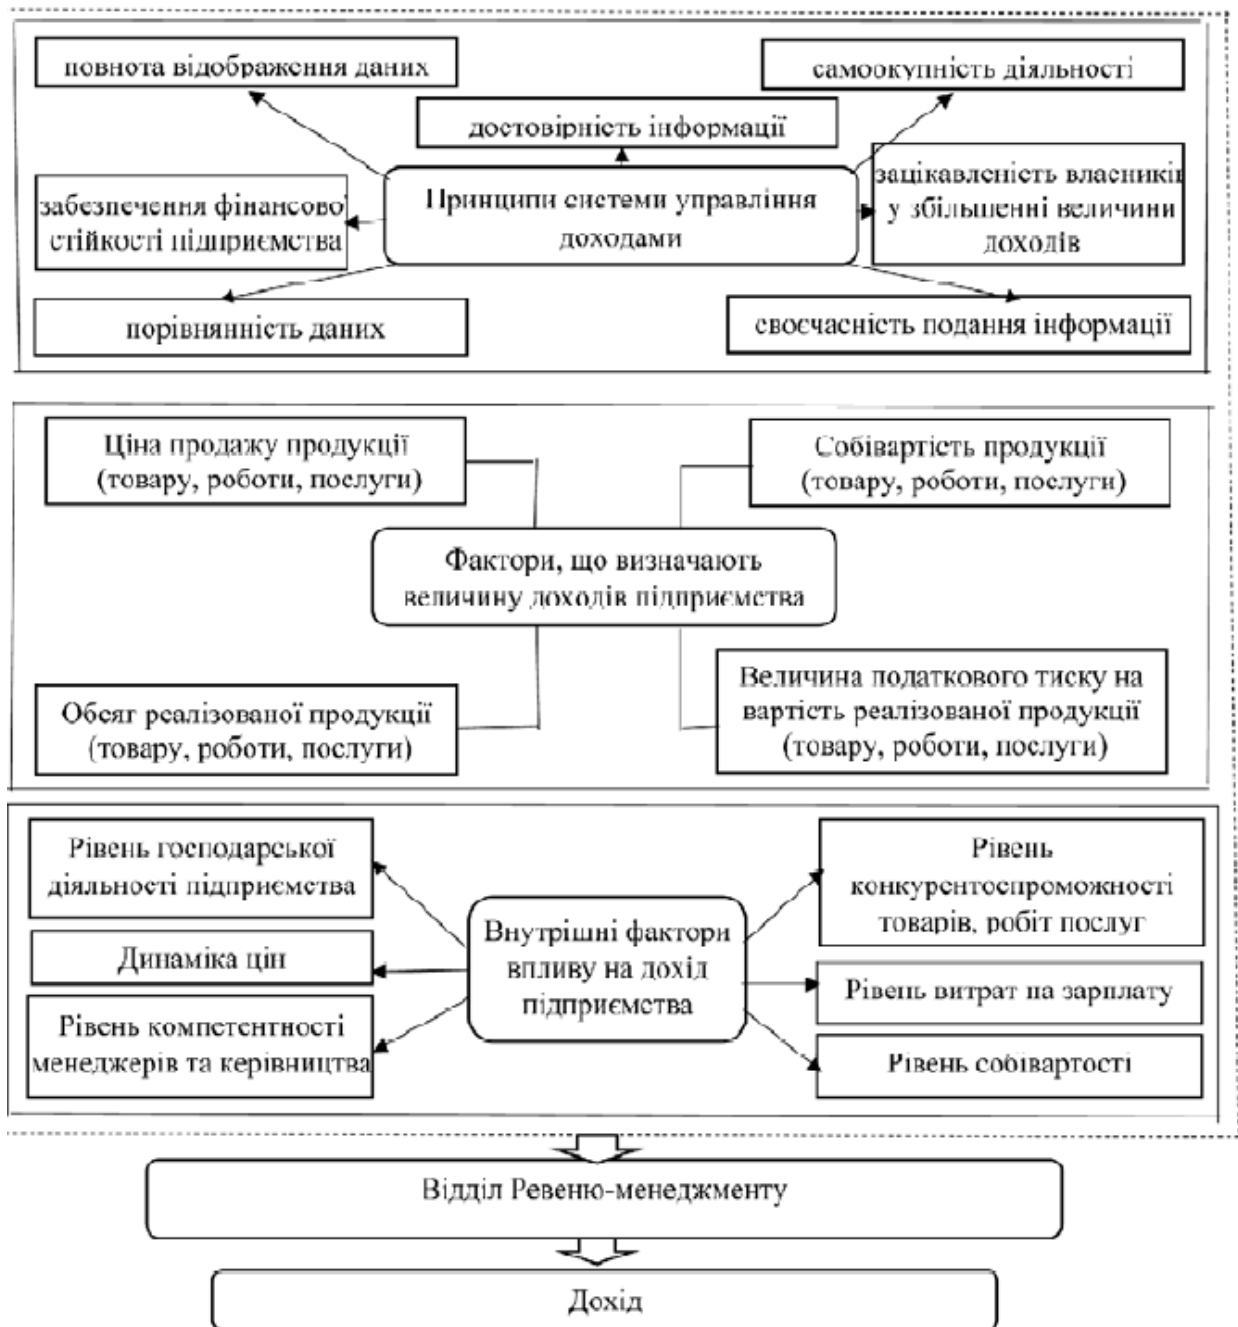 повнота відображення даних
самоокупність діяльності
достовірність інформації
Принципи системи управління
доходами
забезпечення фінансово
стійкості підприємства
зацікавленість власників
у збільшенні величини
доходів
порівнянність даних
своєчасність подання інформації
Ціна продажу продукції
(товару, роботи, послуги)
Собівартість продукції
(товару, роботи, послуги)
Фактори, що визначають
величину доходів підприємства
Обсяг реалізованої продукції
(товару, роботи, послуги)
Величина податкового тиску на
вартість реалізованої продукції
(товару, роботи, послуги)
Рівень господарської
діяльності підприємства
Динаміка цін
Рівень компетентності
менеджерів та керівництва
Внутрішні фактори
впливу на дохід
підприємства
Рівень
конкурентоспроможності
товарів, робіт послуг
Рівень витрат на зарплату
Рівень собівартості
Відділ Ревеню-менеджменту
Дохід